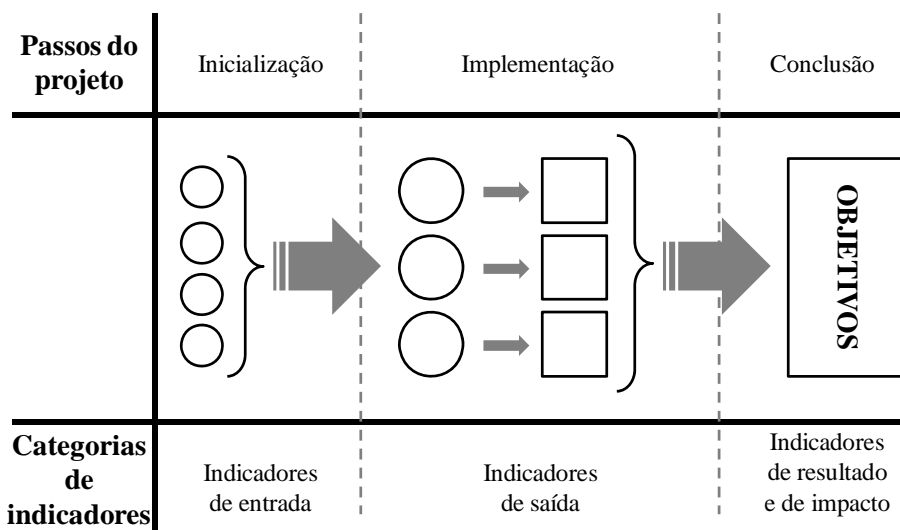 Passos do
projeto
Inicialização
Implementação
Conclusão
OBJETIVOS
Categorias
de
indicadores
Indicadores
de entrada
Indicadores
de saída
Indicadores
de resultado
e de impacto